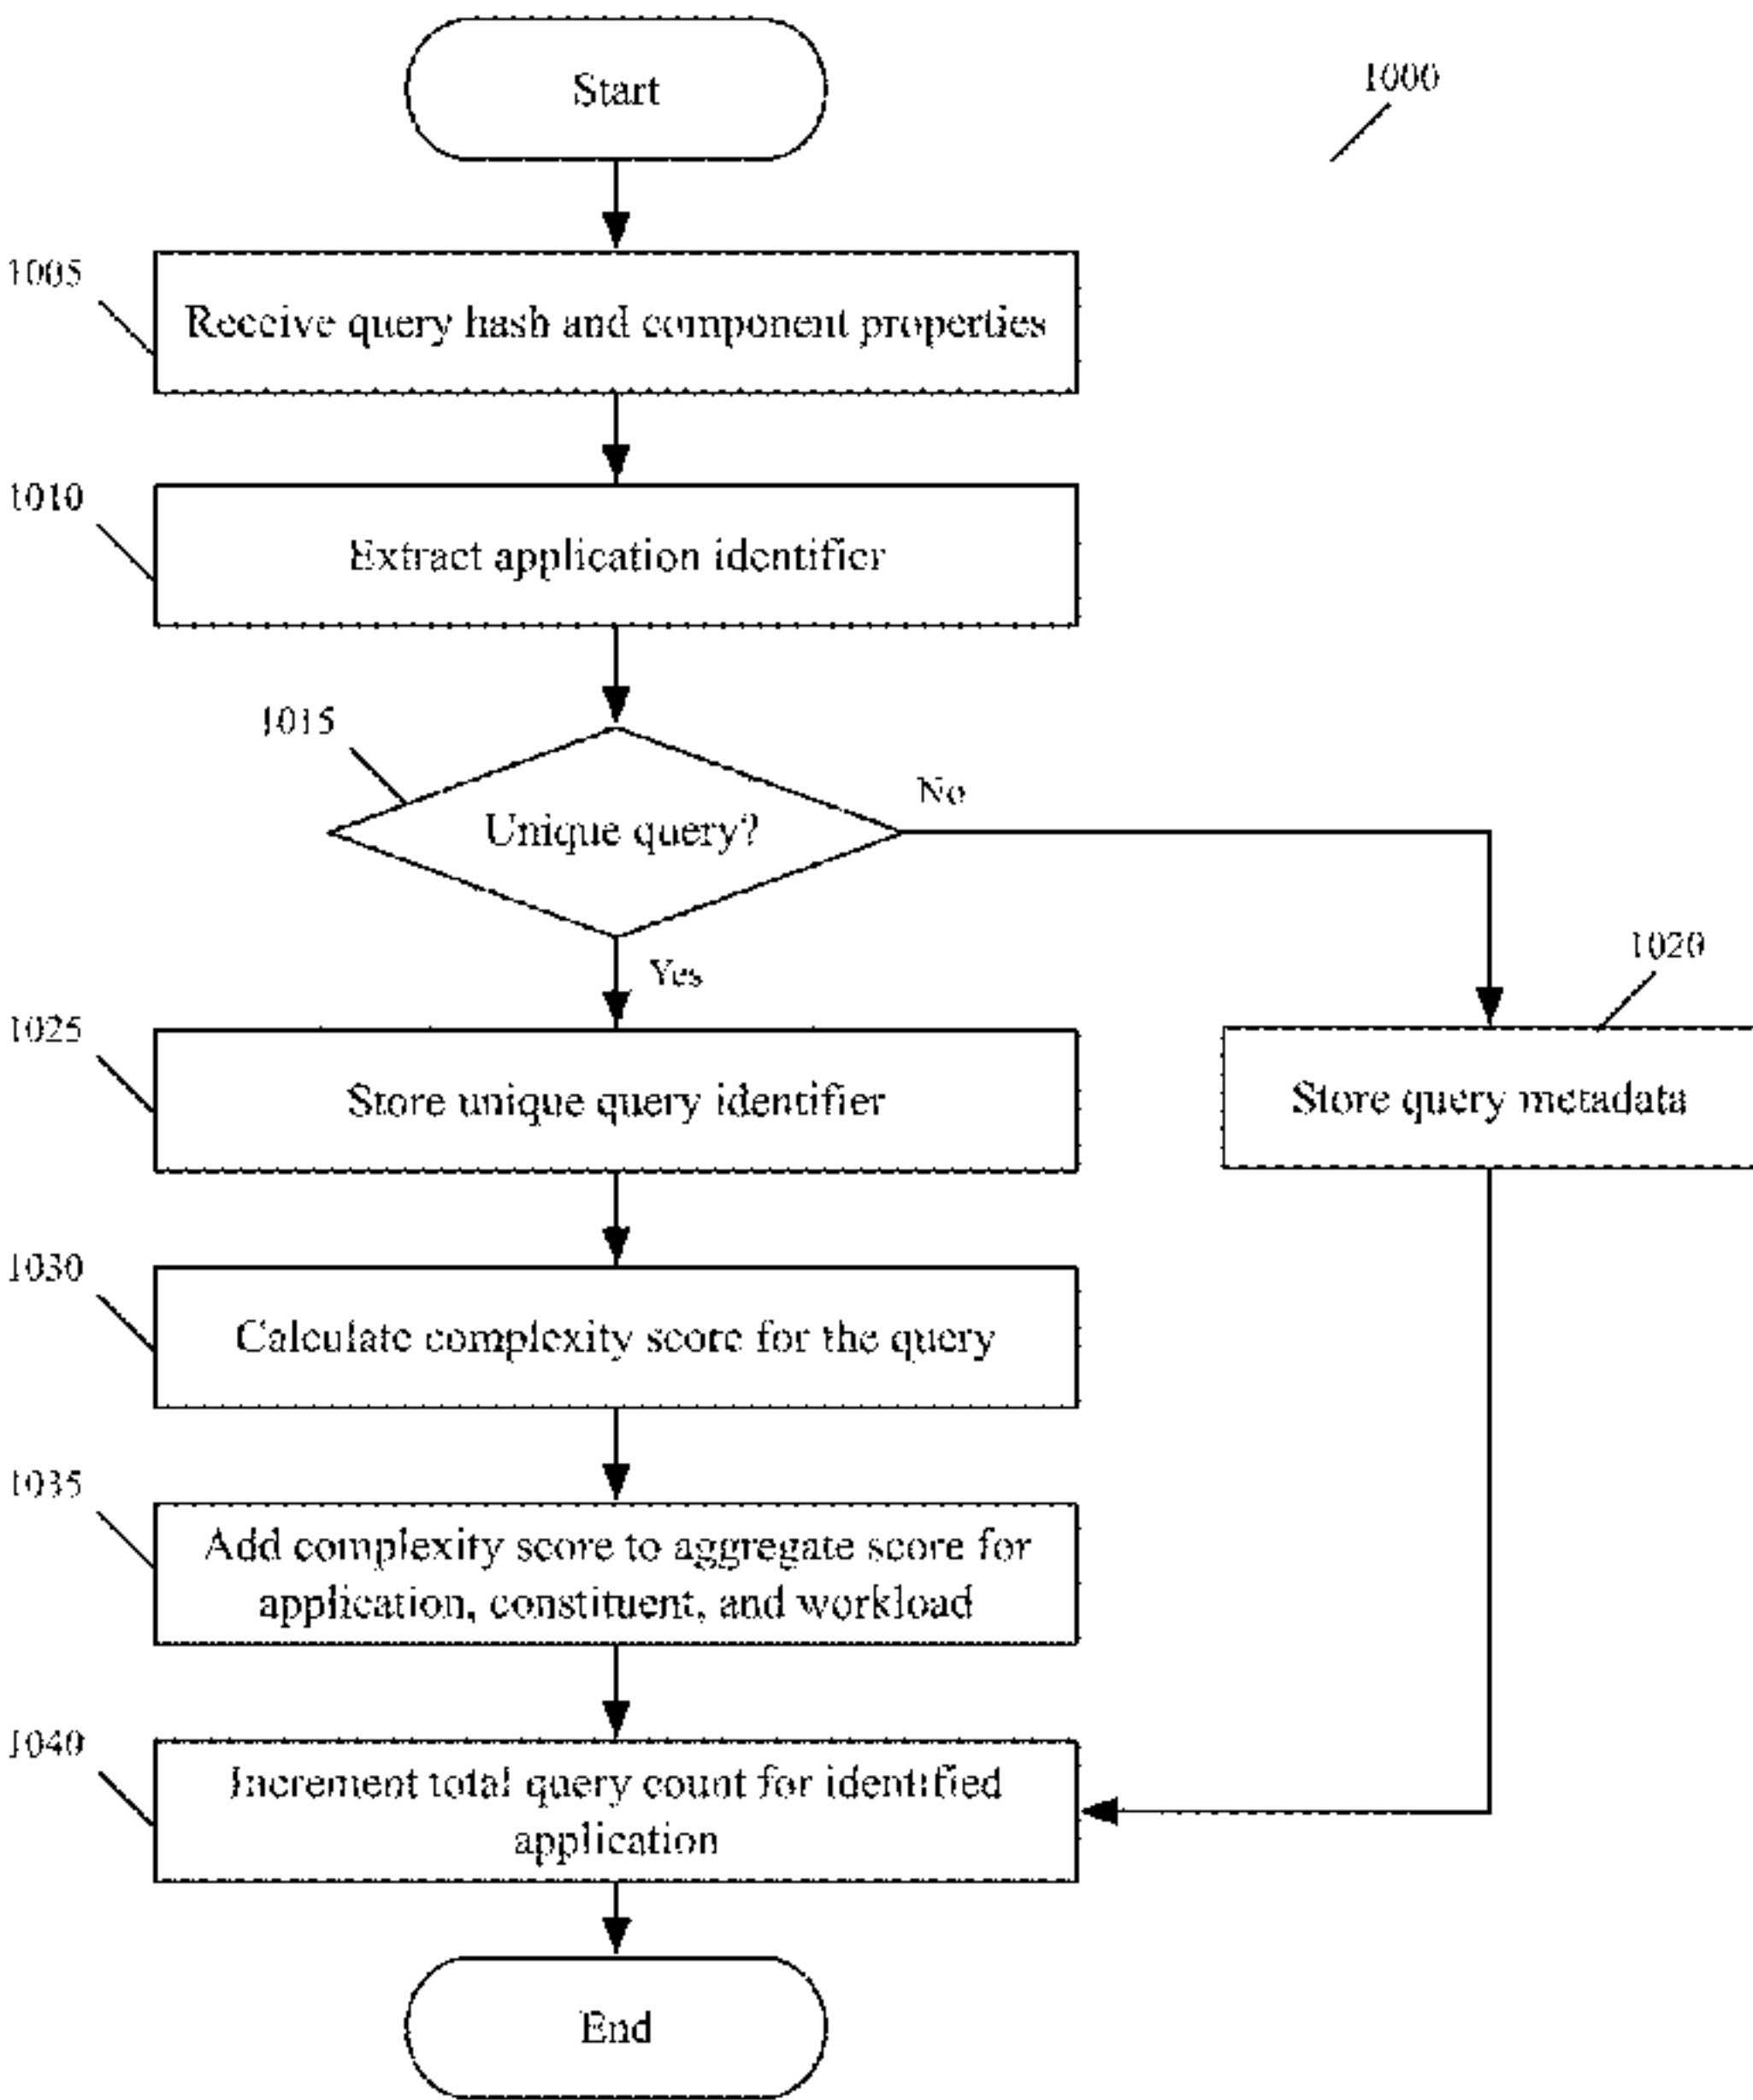 Start
1000
1005
Receive query hash and component properties
1010
Extract application identifier
1015
Unique query?
No
Yes
1020
1025
Store unique query identifier
Store query metadata
1030
Calculate complexity score for the query
1035
Add complexity score to aggregate score for
application, constituent, and workload
1040
Increment total query count for identified
application
End